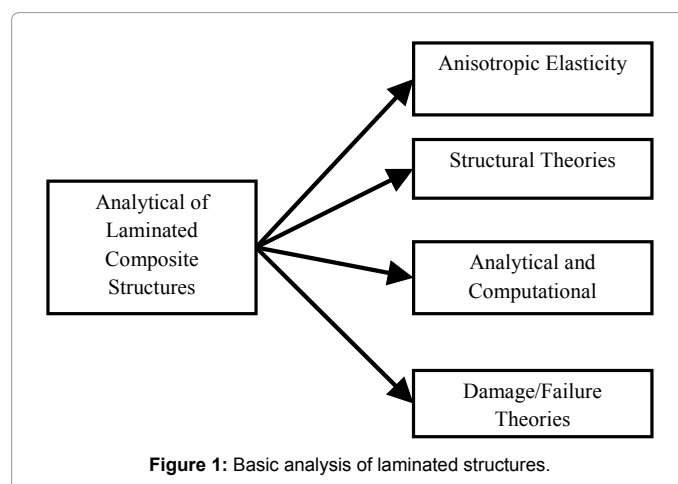 Anisotropic Elasticity
Structural Theories
Analytical of
Laminated
Composite
Structures
Analytical and
Computational
Damage/Failure
Theories
Figure 1: Basic analysis of laminated structures.